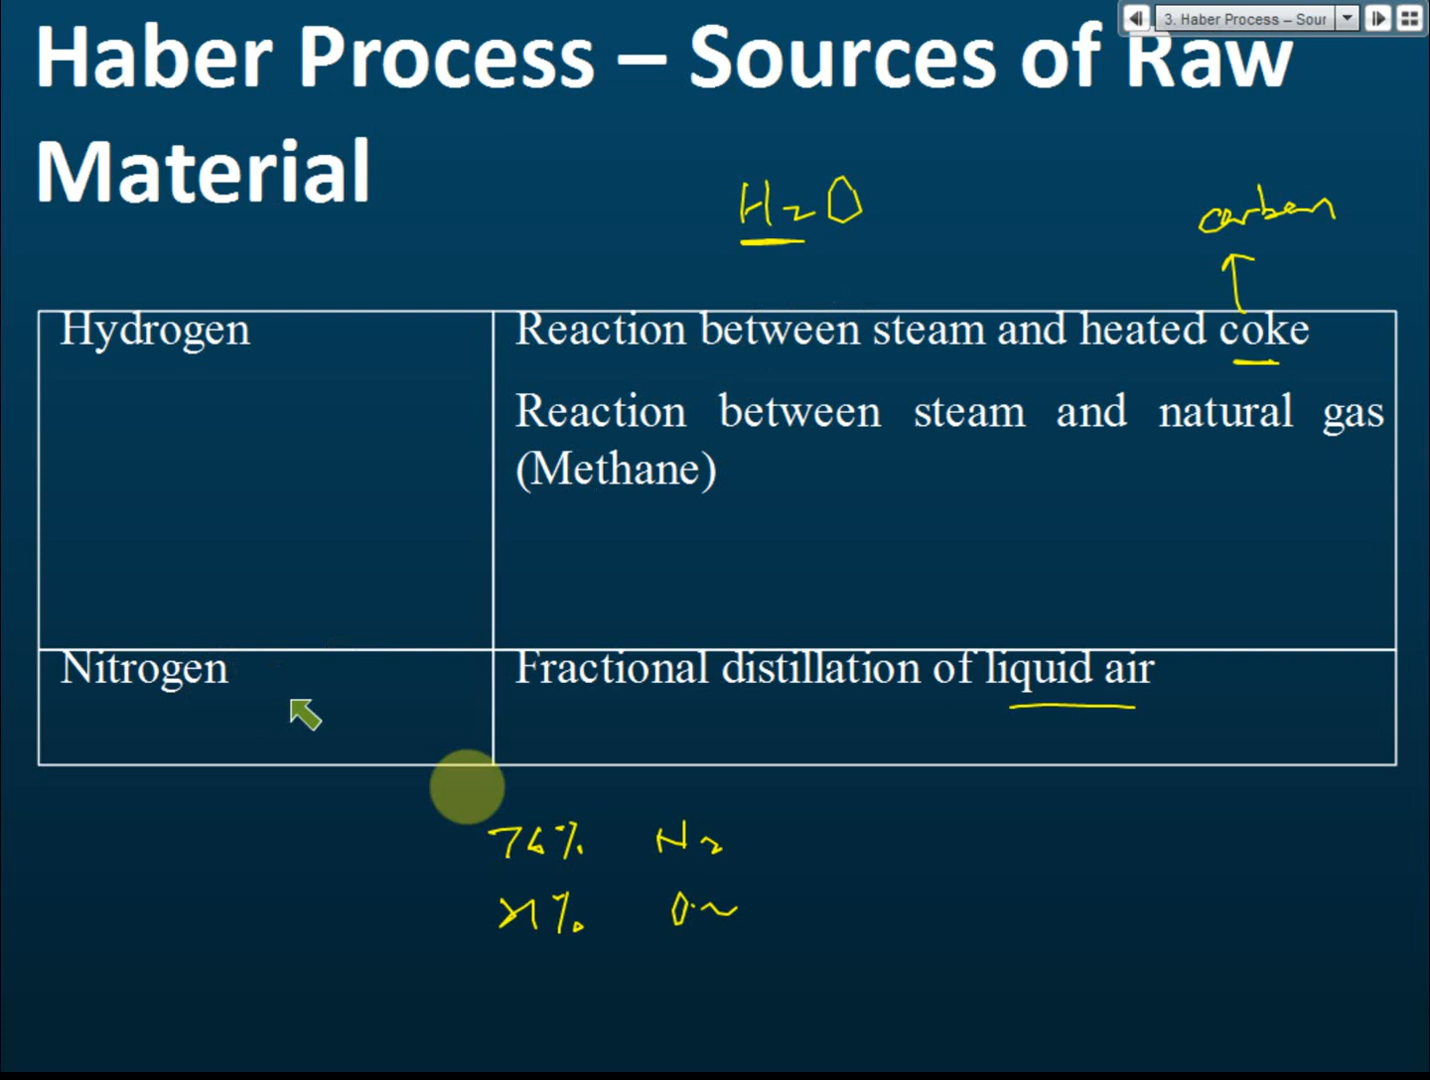 3. Haber Process – Sour
Haber Process – Sources of Raw
Material
H2O
carbon
Hydrogen
Reaction between steam and heated coke
Reaction between steam and natural gas
(Methane)
Nitrogen
Fractional distillation of liquid air
76% N2
21% O2